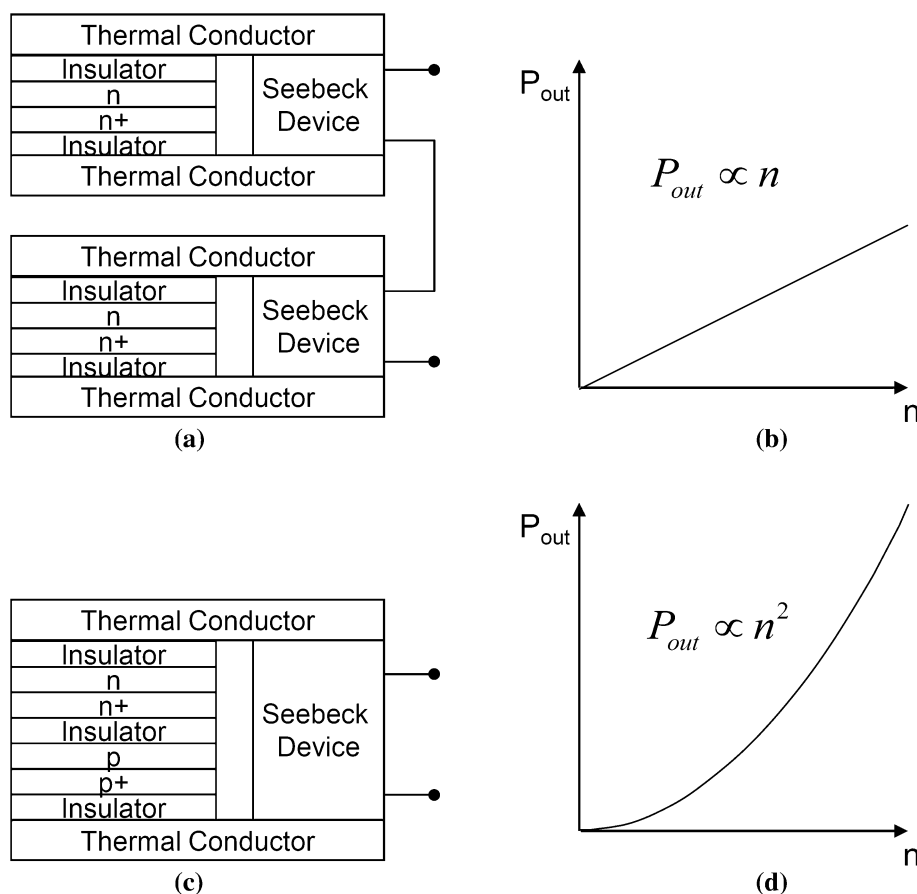 Thermal Conductor
Insulator
n
n+
Insulator
Seebeck
Device
Thermal Conductor
Thermal Conductor
Insulator
n
n+
Insulator
Seebeck
Device
Thermal Conductor
(a)
P_out
P_out ∝ n
n
(b)
Thermal Conductor
Insulator
n
n+
Insulator
p
p+
Insulator
Seebeck
Device
Thermal Conductor
(c)
P_out
P_out ∝ n²
n
(d)